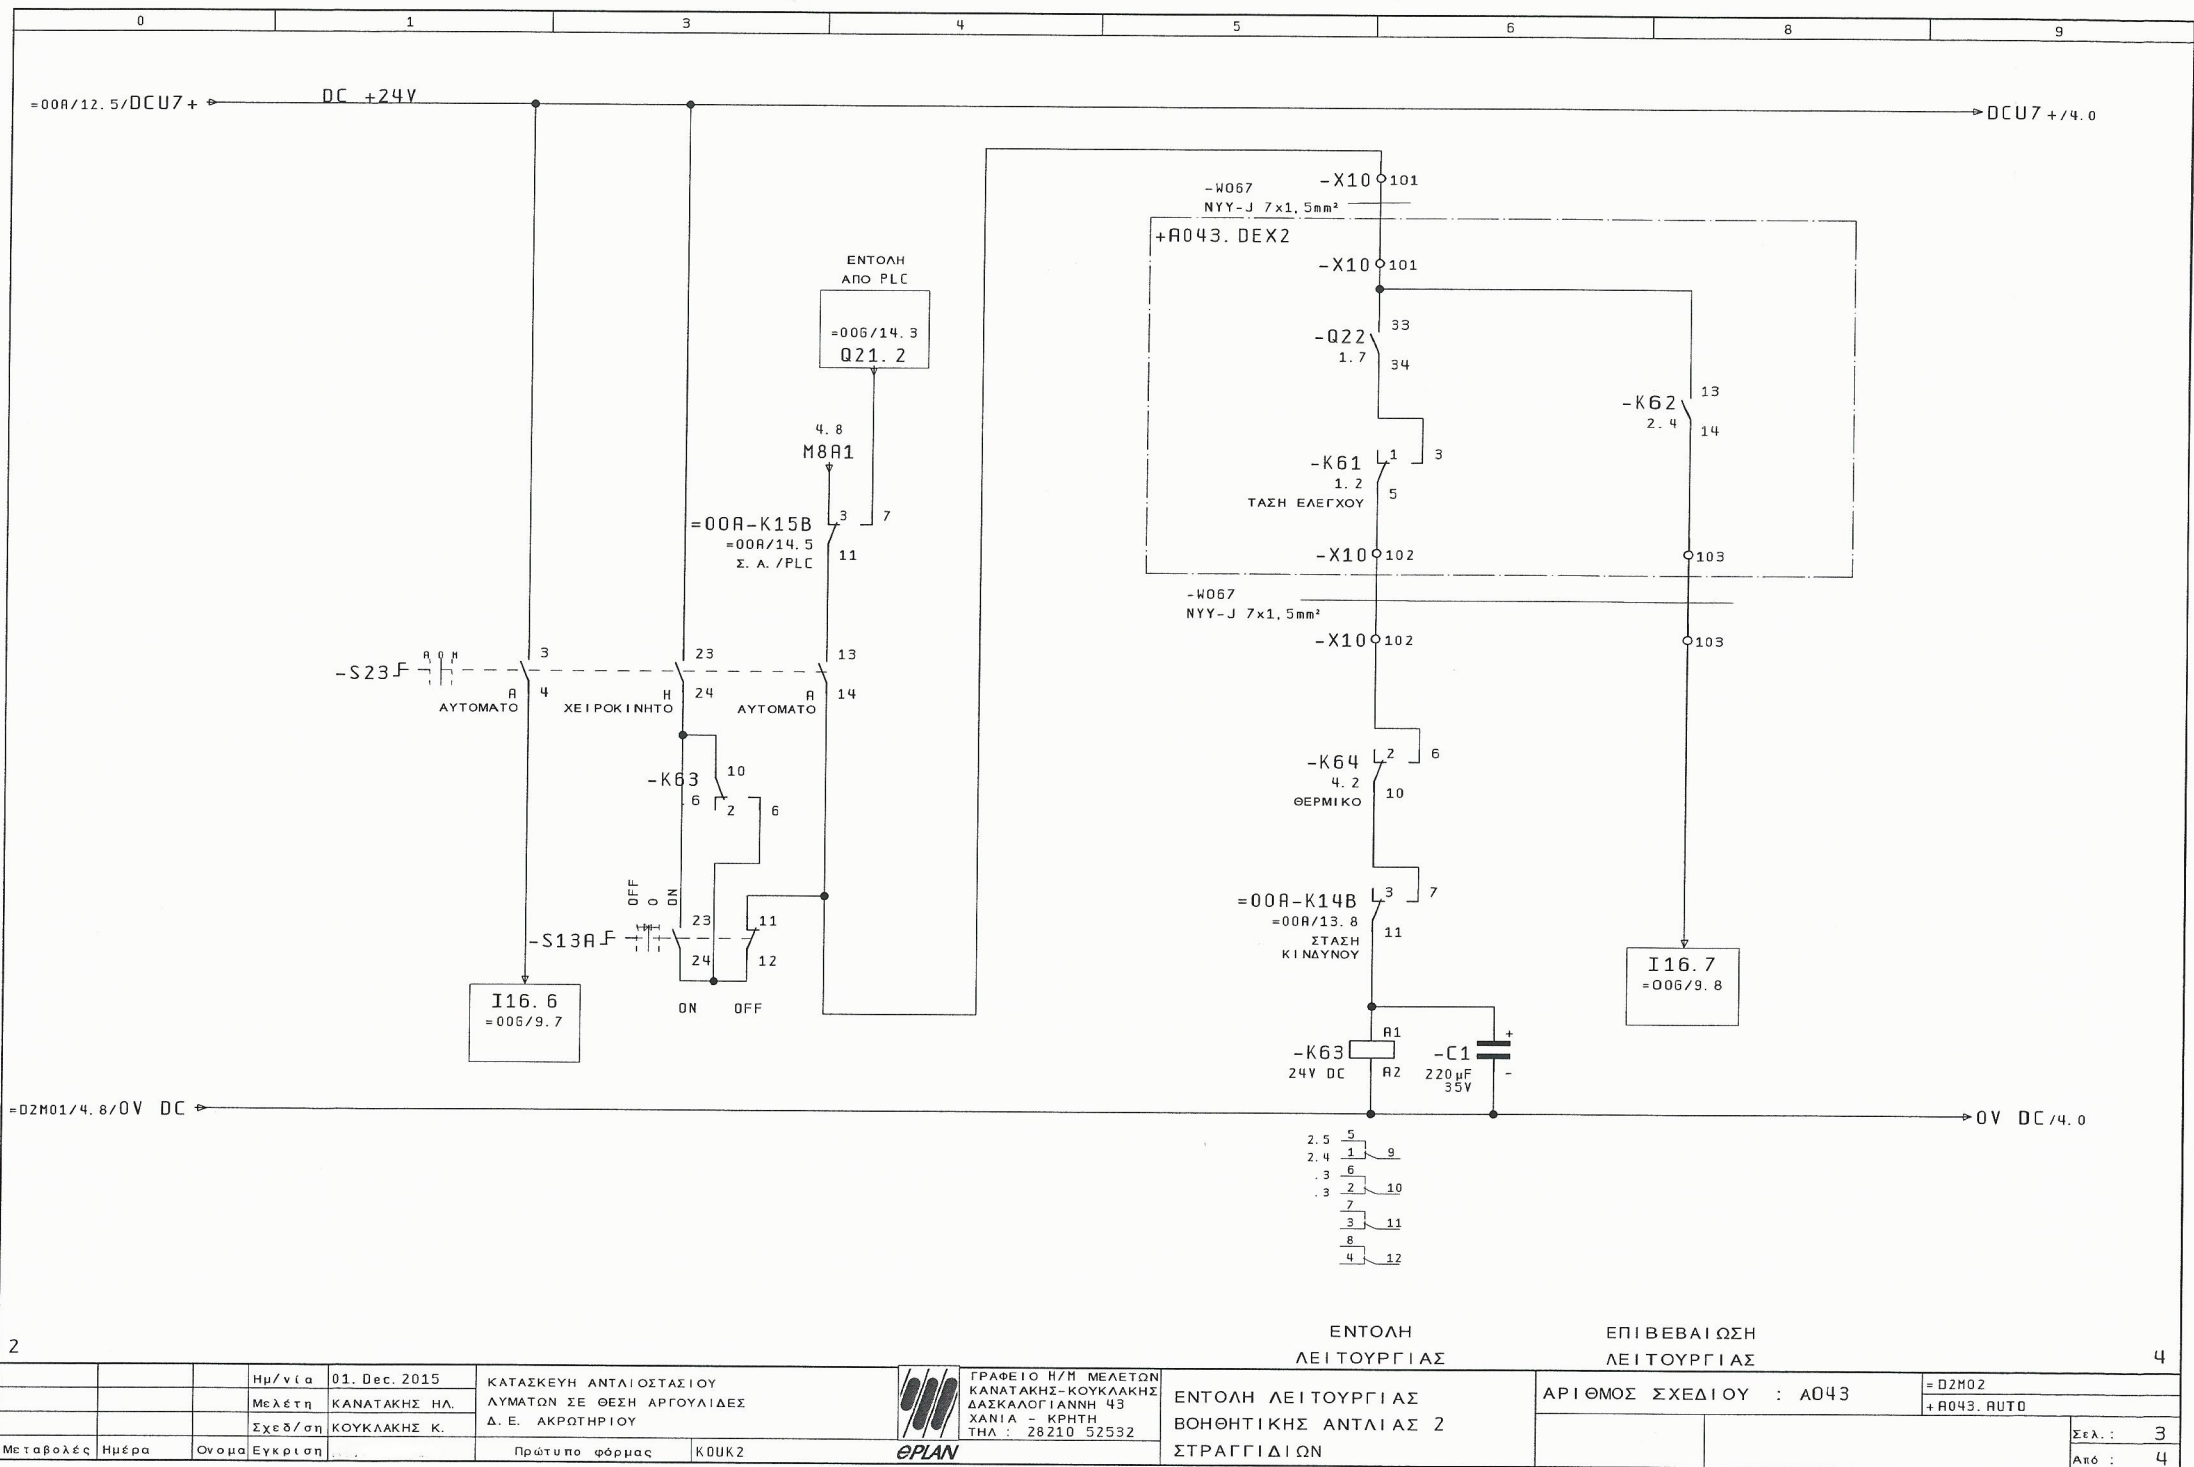 0 1 3 4 5 6 8 9
=00A/12.5/DCU7+
DC +24V
DCU7+/4.0
-X10 101
-W067
NYY-J 7x1,5mm²
+A043.DEX2
-X10 101
ΕΝΤΟΛΗ
ΑΠΟ PLC
=00G/14.3
Q21.2
33
-Q22
1.7
34
13
-K62
2.4
14
4.8
M8A1
1 3
-K61
1.2
5
ΤΑΣΗ ΕΛΕΓΧΟΥ
3 7
=00A-K15B
=00A/14.5
11
Σ.Α./PLC
-X10 102
103
-W067
NYY-J 7x1,5mm²
-X10 102
103
A 0 H
-S23
3
A 4
ΑΥΤΟΜΑΤΟ
23
H 24
ΧΕΙΡΟΚΙΝΗΤΟ
13
A 14
ΑΥΤΟΜΑΤΟ
-K63
10
6 2 6
2 6
-K64
4.2
10
ΘΕΡΜΙΚΟ
OFF 0 ON
23 11
-S13A
24 12
ON OFF
3 7
=00A-K14B
=00A/13.8
11
ΣΤΑΣΗ
ΚΙΝΔΥΝΟΥ
I16.6
=00G/9.7
I16.7
=00G/9.8
A1
-K63
24V DC
A2
+
-C1
220µF
35V
-
=D2M01/4.8/0V DC
0V DC/4.0
2.5 5
2.4 1 9
.3 6
.3 2 10
7
3 11
8
4 12
ΕΝΤΟΛΗ
ΛΕΙΤΟΥΡΓΙΑΣ
ΕΠΙΒΕΒΑΙΩΣΗ
ΛΕΙ�τΟΥΡΓΙΑΣ
2
4
Ημ/νία 01.Dec.2015
Μελέτη ΚΑΝΑΤΑΚΗΣ ΗΛ.
Σχεδ/ση ΚΟΥΚΛΑΚΗΣ Κ.
Μεταβολές Ημέρα Ονομα Εγκριση
ΚΑΤΑΣΚΕΥΗ ΑΝΤΛΙΟΣΤΑΣΙΟΥ
ΛΥΜΑΤΩΝ ΣΕ ΘΕΣΗ ΑΡΓΟΥΛΙΔΕΣ
Δ.Ε. ΑΚΡΩΤΗΡΙΟΥ
Πρώτυπο φόρμας KOUK2
ePLAN
ΓΡΑΦΕΙΟ Η/Μ ΜΕΛΕΤΩΝ
ΚΑΝΑΤΑΚΗΣ-ΚΟΥΚΛΑΚΗΣ
ΔΑΣΚΑΛΟΓΙΑΝΝΗ 43
ΧΑΝΙΑ - ΚΡΗΤΗ
ΤΗΛ : 28210 52532
ΕΝΤΟΛΗ ΛΕΙΤΟΥΡΓΙΑΣ
ΒΟΗΘΗΤΙΚΗΣ ΑΝΤΛΙΑΣ 2
ΣΤΡΑΓΓΙΔΙΩΝ
ΑΡΙΘΜΟΣ ΣΧΕΔΙΟΥ : A043
=D2M02
+A043.AUTO
Σελ.: 3
Από : 4